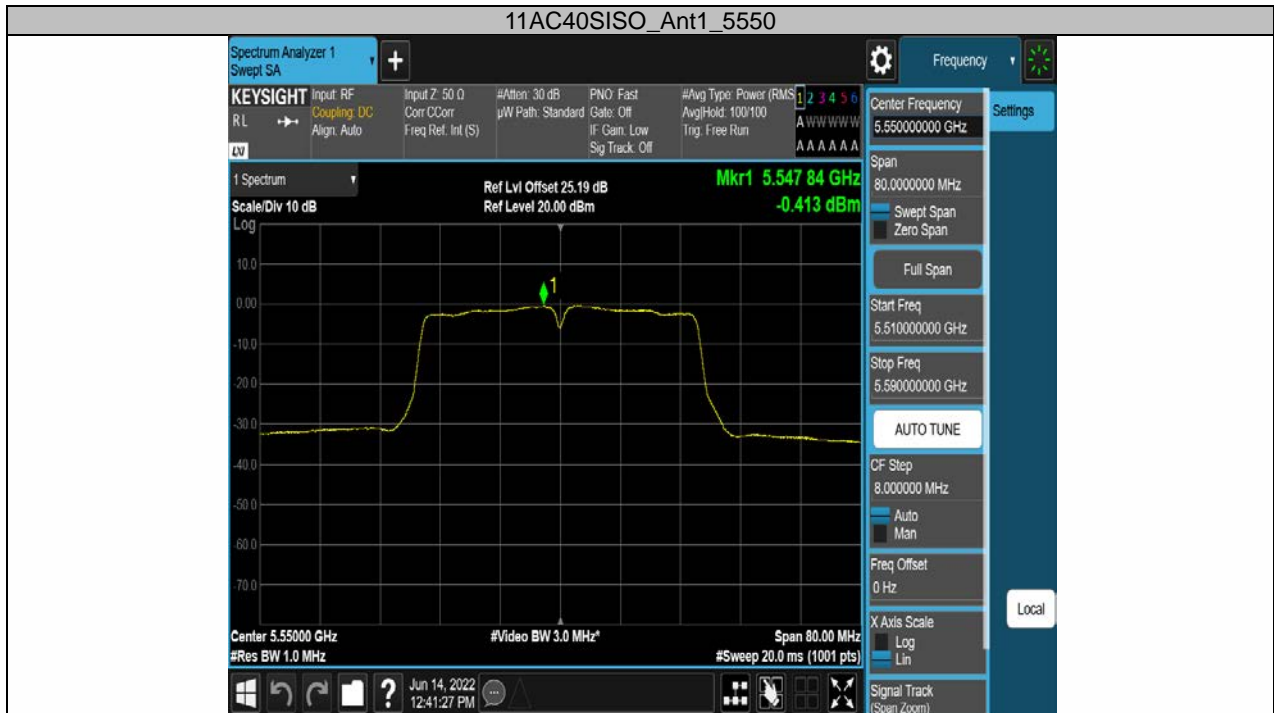 11AC40SISO_Ant1_5550
Spectrum Analyzer 1
Swept SA
+
Frequency
KEYSIGHT
RL
LXI
Input: RF
Coupling: DC
Align: Auto
Input Z: 50 Ω
Corr CCorr
Freq Ref: Int (S)
#Atten: 30 dB
µW Path: Standard
PNO: Fast
Gate: Off
IF Gain: Low
Sig Track: Off
#Avg Type: Power (RMS
Avg|Hold: 100/100
Trig: Free Run
1 2 3 4 5 6
A W W W W W
A A A A A A
Center Frequency
5.550000000 GHz
Settings
1 Spectrum
Scale/Div 10 dB
Ref Lvl Offset 25.19 dB
Ref Level 20.00 dBm
Mkr1 5.547 84 GHz
-0.413 dBm
Log
10.0
0.00
-10.0
-20.0
-30.0
-40.0
-50.0
-60.0
-70.0
1
Center 5.55000 GHz
#Res BW 1.0 MHz
#Video BW 3.0 MHz*
Span 80.00 MHz
#Sweep 20.0 ms (1001 pts)
Span
80.0000000 MHz
Swept Span
Zero Span
Full Span
Start Freq
5.510000000 GHz
Stop Freq
5.590000000 GHz
AUTO TUNE
CF Step
8.000000 MHz
Auto
Man
Freq Offset
0 Hz
X Axis Scale
Log
Lin
Local
Signal Track
(Span Zoom)
?
Jun 14, 2022
12:41:27 PM